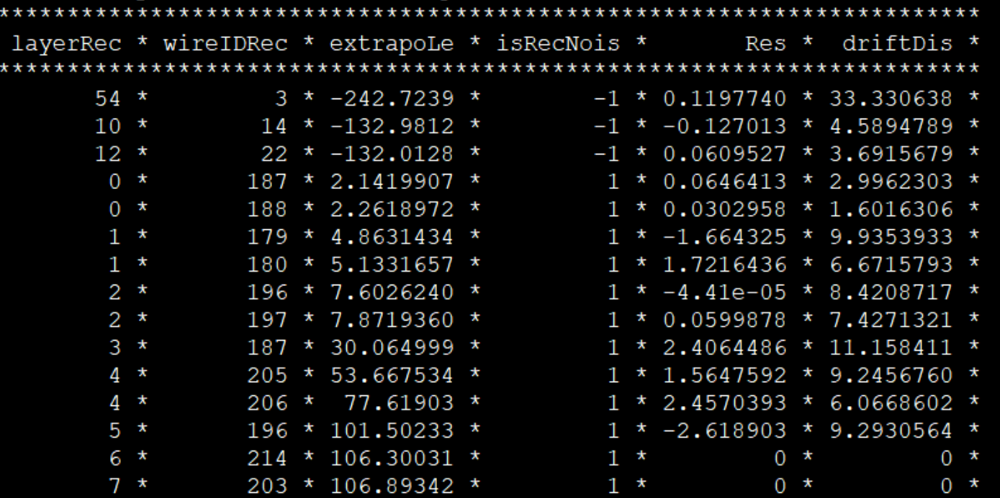 ***********************************************************************
layerRec * wireIDRec * extrapoLe * isRecNois *       Res *  driftDis *
***********************************************************************
      54 *         3 * -242.7239 *        -1 * 0.1197740 * 33.330638 *
      10 *        14 * -132.9812 *        -1 * -0.127013 * 4.5894789 *
      12 *        22 * -132.0128 *        -1 * 0.0609527 * 3.6915679 *
       0 *       187 * 2.1419907 *         1 * 0.0646413 * 2.9962303 *
       0 *       188 * 2.2618972 *         1 * 0.0302958 * 1.6016306 *
       1 *       179 * 4.8631434 *         1 * -1.664325 * 9.9353933 *
       1 *       180 * 5.1331657 *         1 * 1.7216436 * 6.6715793 *
       2 *       196 * 7.6026240 *         1 * -4.41e-05 * 8.4208717 *
       2 *       197 * 7.8719360 *         1 * 0.0599878 * 7.4271321 *
       3 *       187 * 30.064999 *         1 * 2.4064486 * 11.158411 *
       4 *       205 * 53.667534 *         1 * 1.5647592 * 9.2456760 *
       4 *       206 *  77.61903 *         1 * 2.4570393 * 6.0668602 *
       5 *       196 * 101.50233 *         1 * -2.618903 * 9.2930564 *
       6 *       214 * 106.30031 *         1 *         0 *         0 *
       7 *       203 * 106.89342 *         1 *         0 *         0 *